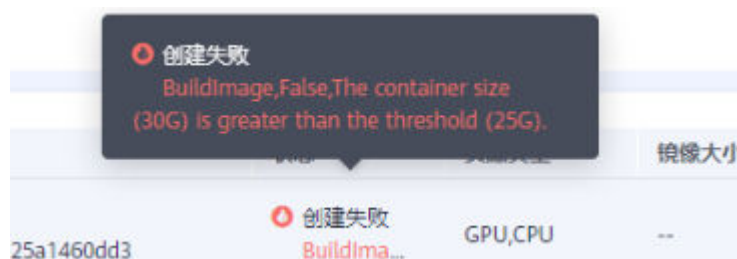 创建失败
BuildImage,False,The container size
(30G) is greater than the threshold (25G).
镜像大小
创建失败
GPU,CPU
--
25a1460dd3
BuildIma...